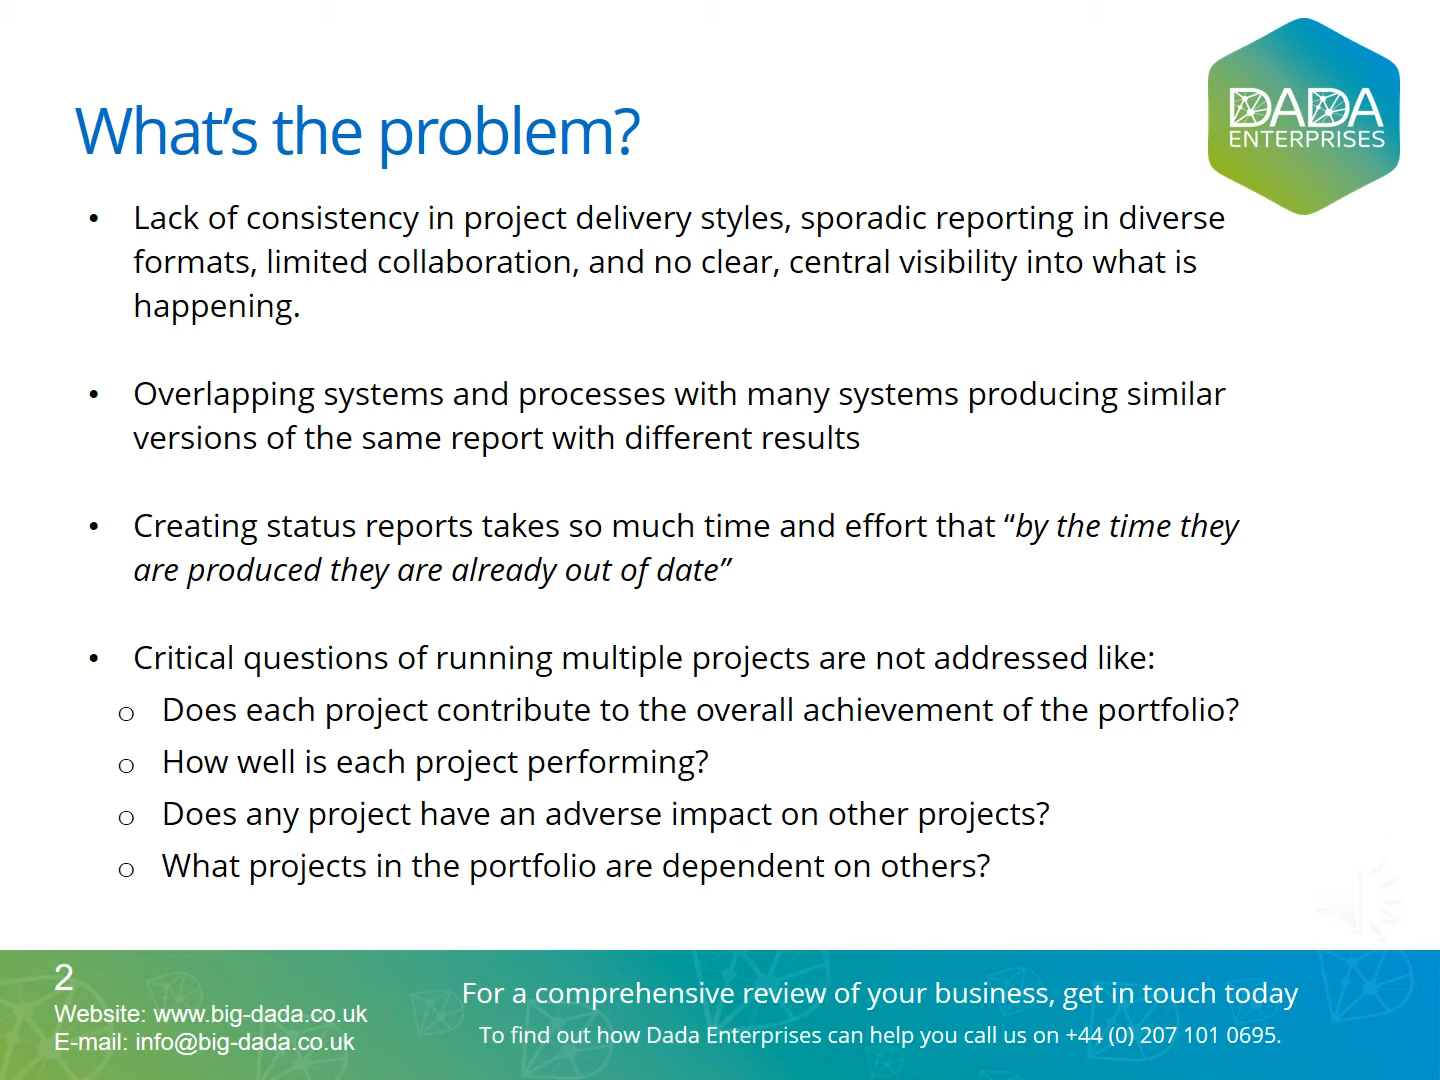 What’s the problem?
DADA
ENTERPRISES
• Lack of consistency in project delivery styles, sporadic reporting in diverse
formats, limited collaboration, and no clear, central visibility into what is
happening.
• Overlapping systems and processes with many systems producing similar
versions of the same report with different results
• Creating status reports takes so much time and effort that “by the time they
are produced they are already out of date”
• Critical questions of running multiple projects are not addressed like:
o Does each project contribute to the overall achievement of the portfolio?
o How well is each project performing?
o Does any project have an adverse impact on other projects?
o What projects in the portfolio are dependent on others?
2
Website: www.big-dada.co.uk
E-mail: info@big-dada.co.uk
For a comprehensive review of your business, get in touch today
To find out how Dada Enterprises can help you call us on +44 (0) 207 101 0695.